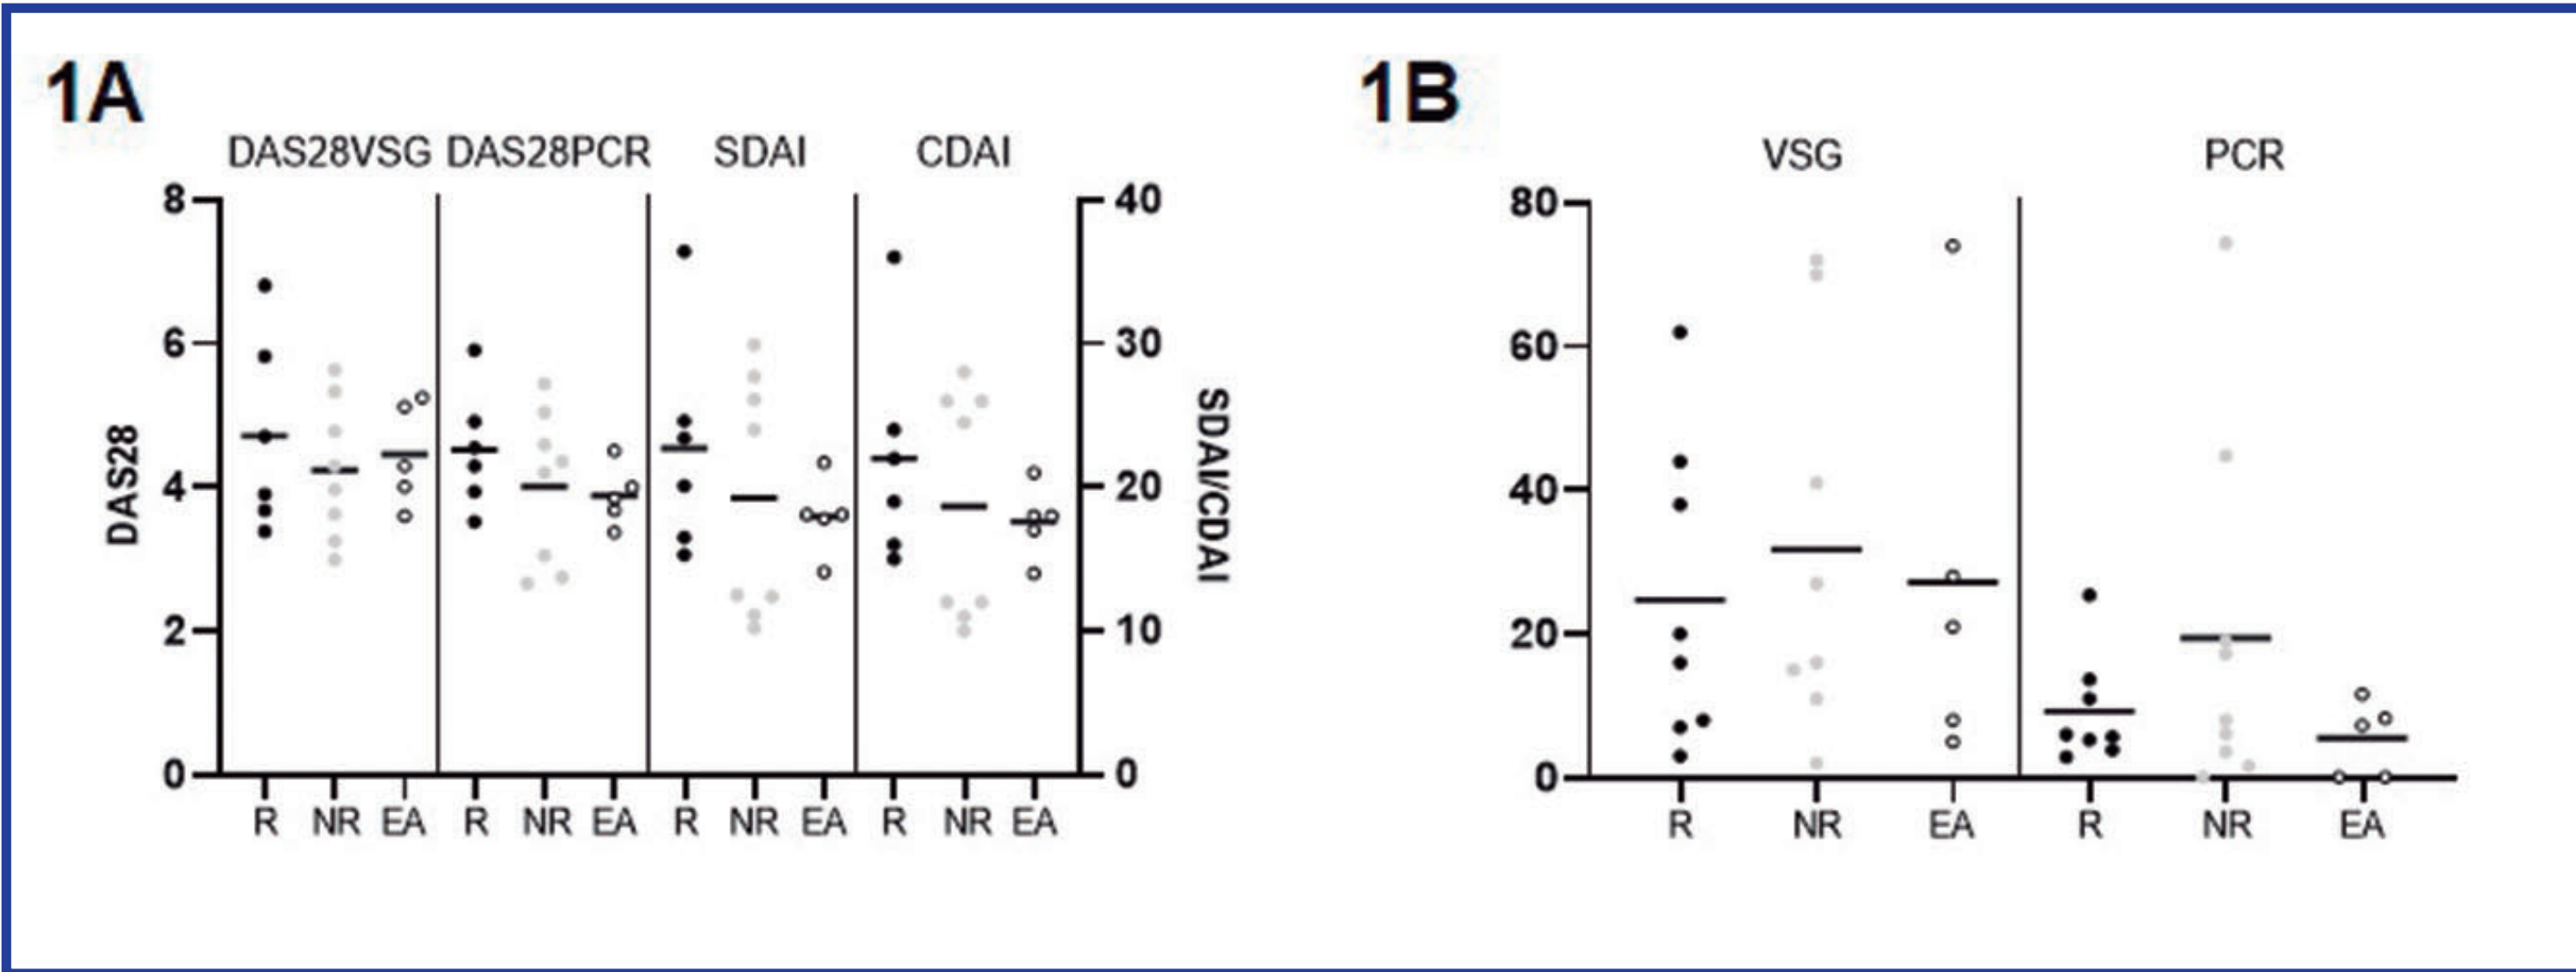 1A
DAS28VSG DAS28PCR SDAI CDAI
8
6
4
2
0
DAS28
40
30
20
10
0
SDAI/CDAI
R NR EA R NR EA R NR EA R NR EA
1B
VSG PCR
80
60
40
20
0
R NR EA R NR EA